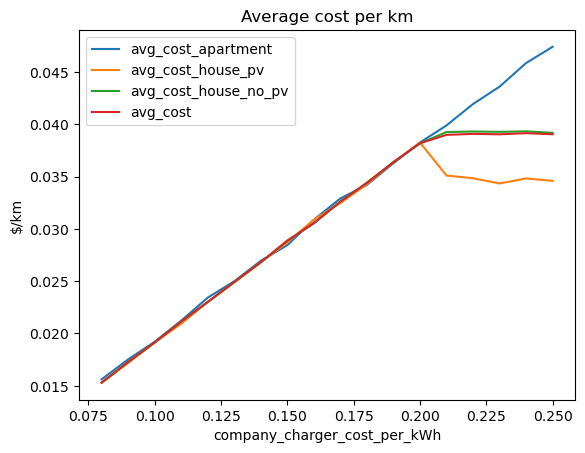 Average cost per km
avg_cost_apartment
avg_cost_house_pv
avg_cost_house_no_pv
avg_cost
0.045
0.040
0.035
0.030
0.025
0.020
0.015
$/km
0.075 0.100 0.125 0.150 0.175 0.200 0.225 0.250
company_charger_cost_per_kWh